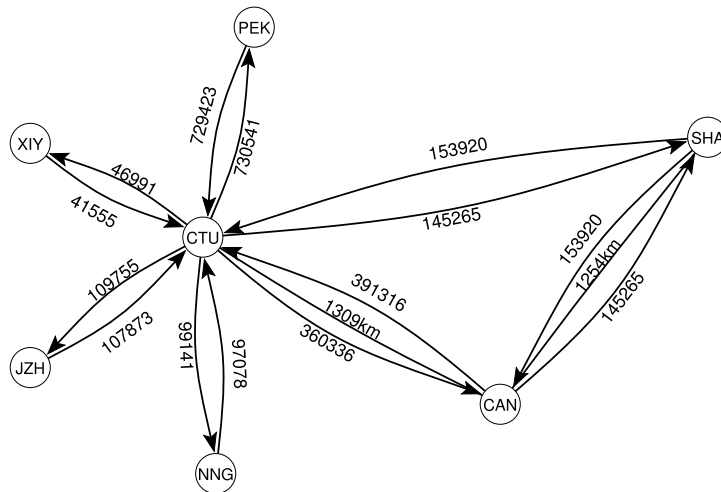 PEK
729423
730541
XIY
SHA
153920
46991
41555
145265
CTU
153920
1254km
145265
109755
107873
391316
1309km
360336
99141
97078
JZH
CAN
NNG